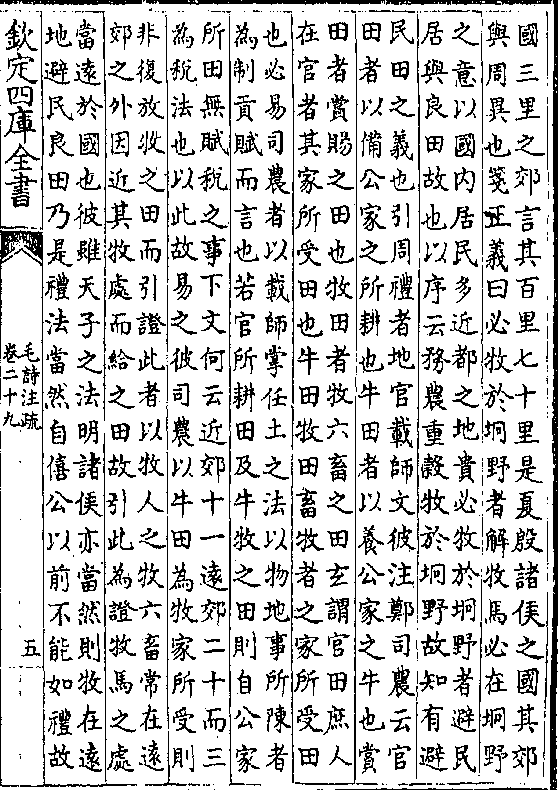 國三里之郊言其百里七十里是夏殷諸侯之國其郊
與周異也箋正義曰必牧於坰野者解牧馬必在坰野
之意以國內居民多近都之地貴必牧於坰野者避民
居與良田故也以序云務農重穀牧於坰野故知有避
民田之義也引周禮者地官載師文彼注鄭司農云官
田者以備公家之所耕也牛田者以養公家之牛也賞
田者賞賜之田也牧田者牧六畜之田玄謂官田庶人
在官者其家所受田也牛田牧田畜牧者之家所受田
也必易司農者以載師掌任土之法以物地事所陳者
為制貢賦而言也若官所耕田及牛牧之田則自公家
所田無賦稅之事下文何云近郊十一遠郊二十而三
為稅法也以此故易之彼司農以牛田為牧家所受則
非復放牧之田而引證此者以牧人之牧六畜常在遠
郊之外因近其牧處而給之田故引此為證牧馬之處
當遠於國也彼雖天子之法明諸侯亦當然則牧在遠
地避民良田乃是禮法當然自僖公以前不能如禮故
欽定四庫全書
毛詩注疏
卷二十九
五